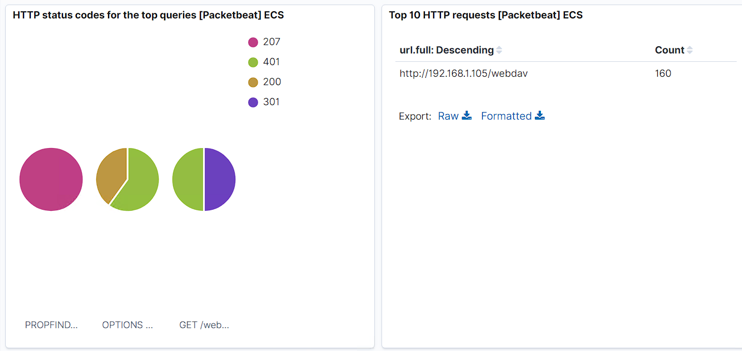 HTTP status codes for the top queries [Packetbeat] ECS
207
401
200
301
PROPFIND...
OPTIONS ...
GET /web...
Top 10 HTTP requests [Packetbeat] ECS
url.full: Descending Count
http://192.168.1.105/webdav 160
Export: Raw Formatted